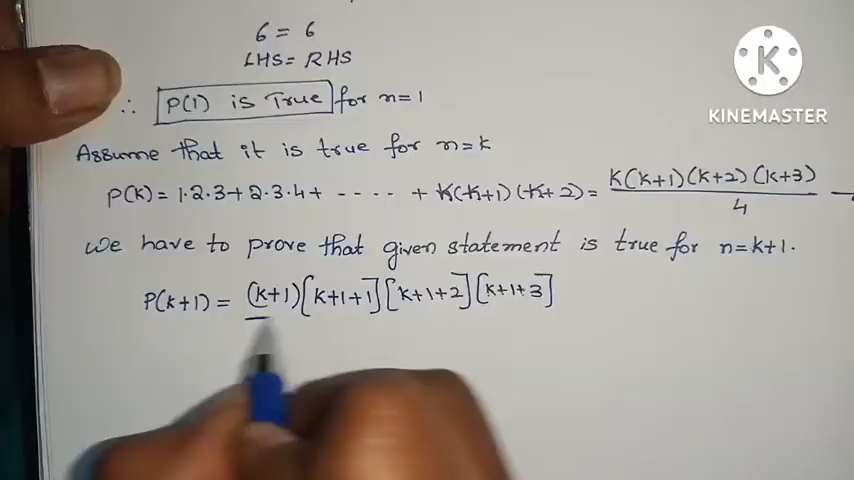 6 = 6
LHS = RHS
∴ P(1) is True for n=1
Assume that it is true for n=k
P(k) = 1·2·3+2·3·4+ - - - - - + k(k+1)(k+2) = k(k+1)(k+2)(k+3) / 4
we have to prove that given statement is true for n=k+1.
P(k+1) = (k+1)[k+1+1][k+1+2][k+1+3]
K
KINEMASTER